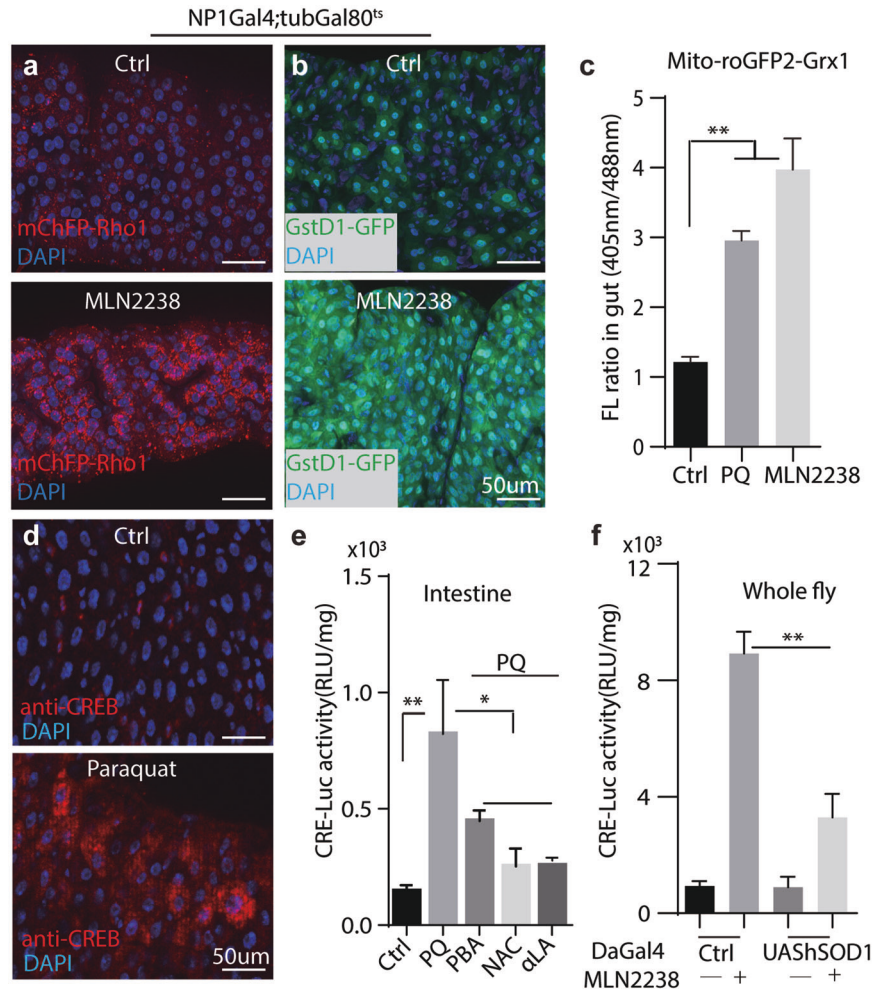 NP1Gal4;tubGal80ts
a
Ctrl
mChFP-Rho1
DAPI
MLN2238
mChFP-Rho1
DAPI
b
Ctrl
GstD1-GFP
DAPI
MLN2238
GstD1-GFP
DAPI
50um
c
Mito-roGFP2-Grx1
FL ratio in gut (405nm/488nm)
5
4
3
2
1
0
**
Ctrl PQ MLN2238
d
Ctrl
anti-CREB
DAPI
Paraquat
anti-CREB
DAPI
50um
e
x10³
Intestine
CRE-Luc activity(RLU/mg)
1.5
1.0
0.5
0.0
PQ
**
*
Ctrl PQ PBA NAC αLA
f
x10³
Whole fly
CRE-Luc activity(RLU/mg)
12
9
6
3
0
**
DaGal4 Ctrl UAShSOD1
MLN2238 — + — +